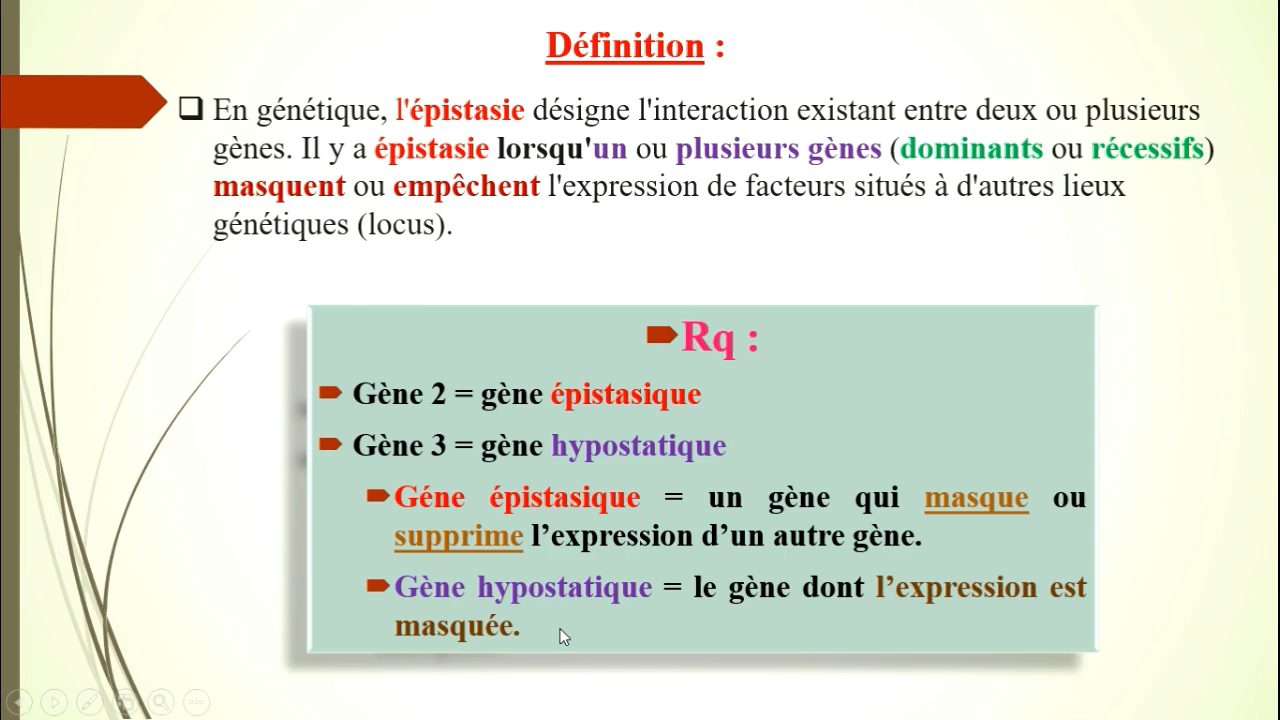 Définition :
En génétique, l'épistasie désigne l'interaction existant entre deux ou plusieurs
gènes. Il y a épistasie lorsqu'un ou plusieurs gènes (dominants ou récessifs)
masquent ou empêchent l'expression de facteurs situés à d'autres lieux
génétiques (locus).
Rq :
Gène 2 = gène épistasique
Gène 3 = gène hypostatique
Géne épistasique = un gène qui masque ou
supprime l’expression d’un autre gène.
Gène hypostatique = le gène dont l’expression est
masquée.